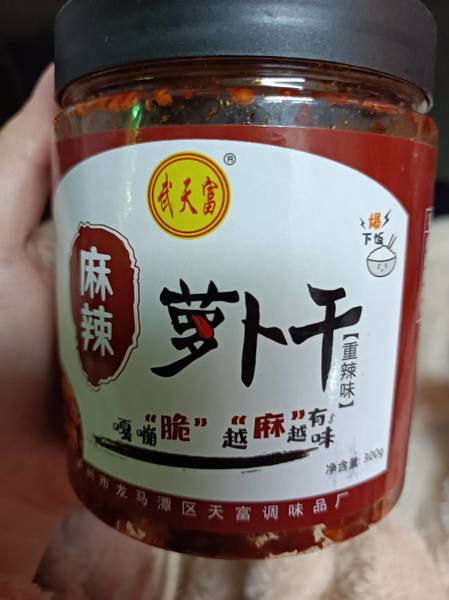 武天富®
爆
下饭
麻辣
萝卜干
【重辣味】
嘎嘣“脆” 越“麻”越有味
净含量：300g
州市龙马潭区天富调味品厂